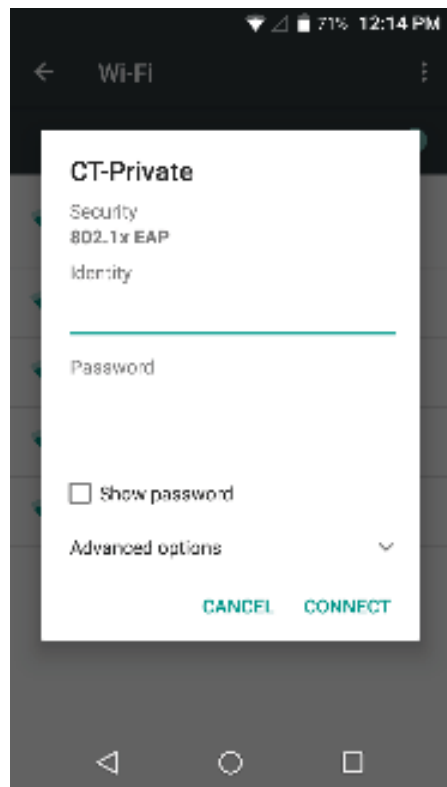 71% 12:14 PM
Wi-Fi
CT-Private
Security
802.1x EAP
Identity
Password
Show password
Advanced options
CANCEL CONNECT